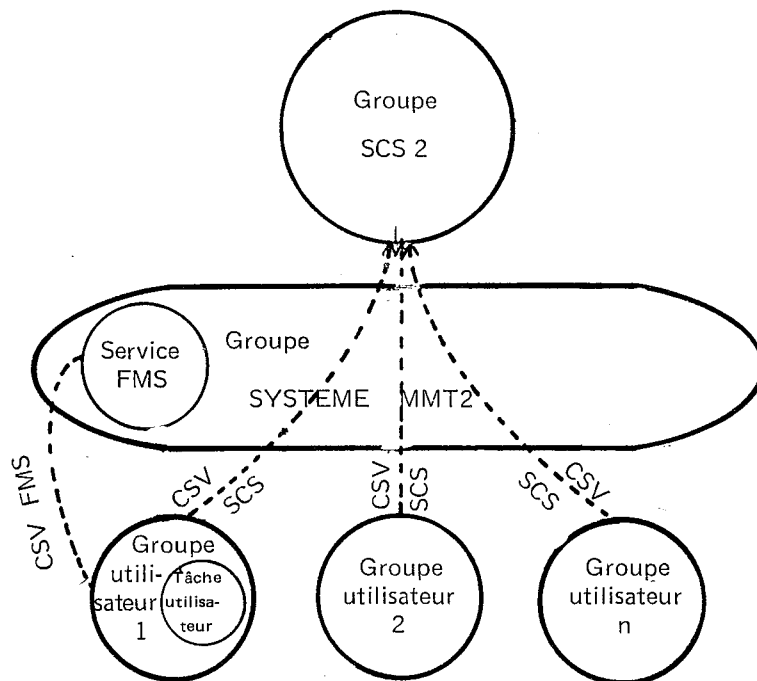 Groupe
SCS 2
Service
FMS
Groupe
SYSTEME MMT2
CSV FMS
CSV
SCS
CSV
SCS
CSV
SCS
Groupe
utili-
sateur
1
Tâche
utilisa-
teur
Groupe
utilisateur
2
Groupe
utilisateur
n